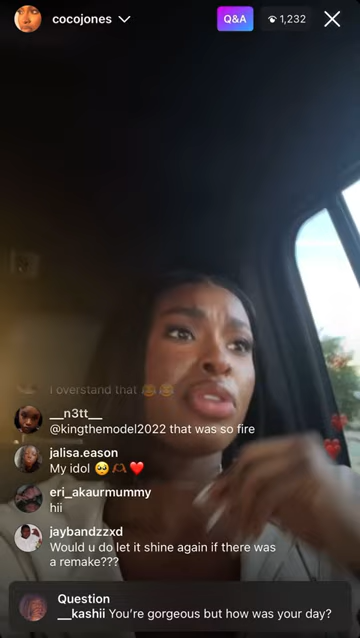 cocojones
Q&A
1,232
I overstand that 😂😂
__n3tt__
@kingthemodel2022 that was so fire
jalisa.eason
My idol 🥹🫶🏾❤️
eri_akaurmummy
hii
jaybandzzxd
Would u do let it shine again if there was
a remake???
Question
__kashii You're gorgeous but how was your day?